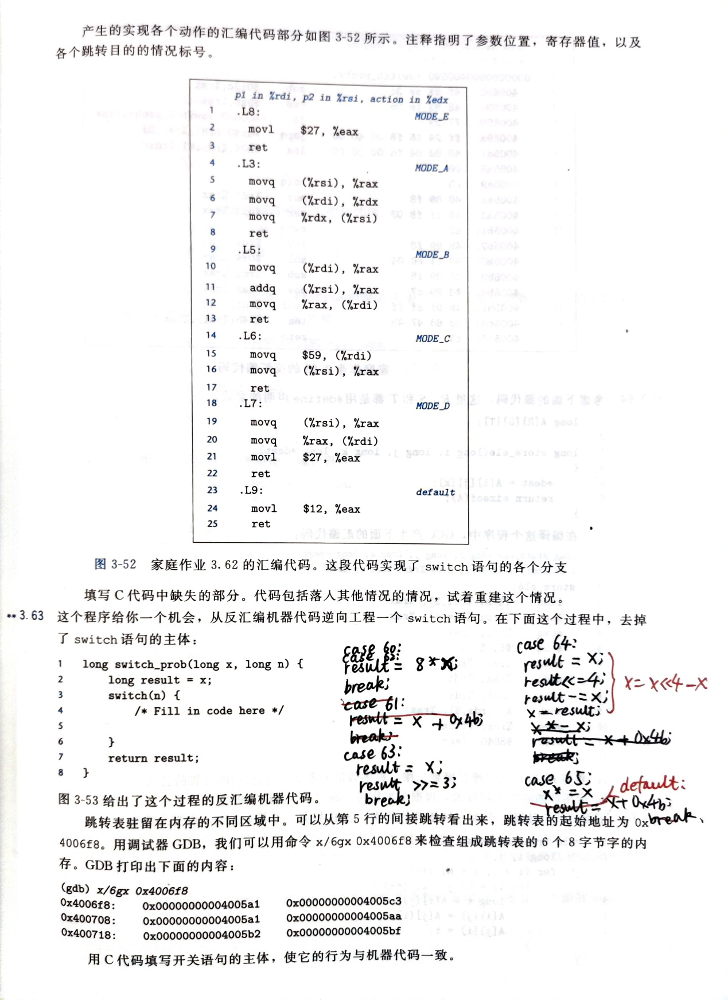 产生的实现各个动作的汇编代码部分如图 3-52 所示。注释指明了参数位置，寄存器值，以及
各个跳转目的的情况标号。
p1 in %rdi, p2 in %rsi, action in %edx
1 .L8: MODE_E
2 movl $27, %eax
3 ret
4 .L3: MODE_A
5 movq (%rsi), %rax
6 movq (%rdi), %rdx
7 movq %rdx, (%rsi)
8 ret
9 .L5: MODE_B
10 movq (%rdi), %rax
11 addq (%rsi), %rax
12 movq %rax, (%rdi)
13 ret
14 .L6: MODE_C
15 movq $59, (%rdi)
16 movq (%rsi), %rax
17 ret
18 .L7: MODE_D
19 movq (%rsi), %rax
20 movq %rax, (%rdi)
21 movl $27, %eax
22 ret
23 .L9: default
24 movl $12, %eax
25 ret
图 3-52 家庭作业 3.62 的汇编代码。这段代码实现了 switch 语句的各个分支
填写 C 代码中缺失的部分。代码包括落入其他情况的情况，试着重建这个情况。
** 3.63 这个程序给你一个机会，从反汇编机器代码逆向工程一个 switch 语句。在下面这个过程中，去掉
了 switch 语句的主体：
1 long switch_prob(long x, long n) {
2 long result = x;
3 switch(n) {
4 /* Fill in code here */
5
6 }
7 return result;
8 }
case 60:
case 62:
result = 8 * x;
break;
case 61:
result = x + 0x4b;
break;
case 63:
result = x;
result >>= 3;
break;
case 64:
result = x;
result <<= 4;
result -= x;
x = result;
x = x << 4 - x
x *= x;
result = x + 0x4b;
break;
case 65:
x * = x
default:
result = x + 0x4b;
break、
图 3-53 给出了这个过程的反汇编机器代码。
跳转表驻留在内存的不同区域中。可以从第 5 行的间接跳转看出来，跳转表的起始地址为 0x
4006f8。用调试器 GDB，我们可以用命令 x/6gx 0x4006f8 来检查组成跳转表的 6 个 8 字节字的内
存。GDB 打印出下面的内容：
(gdb) x/6gx 0x4006f8
0x4006f8: 0x00000000004005a1 0x00000000004005c3
0x400708: 0x00000000004005a1 0x00000000004005aa
0x400718: 0x00000000004005b2 0x00000000004005bf
用 C 代码填写开关语句的主体，使它的行为与机器代码一致。